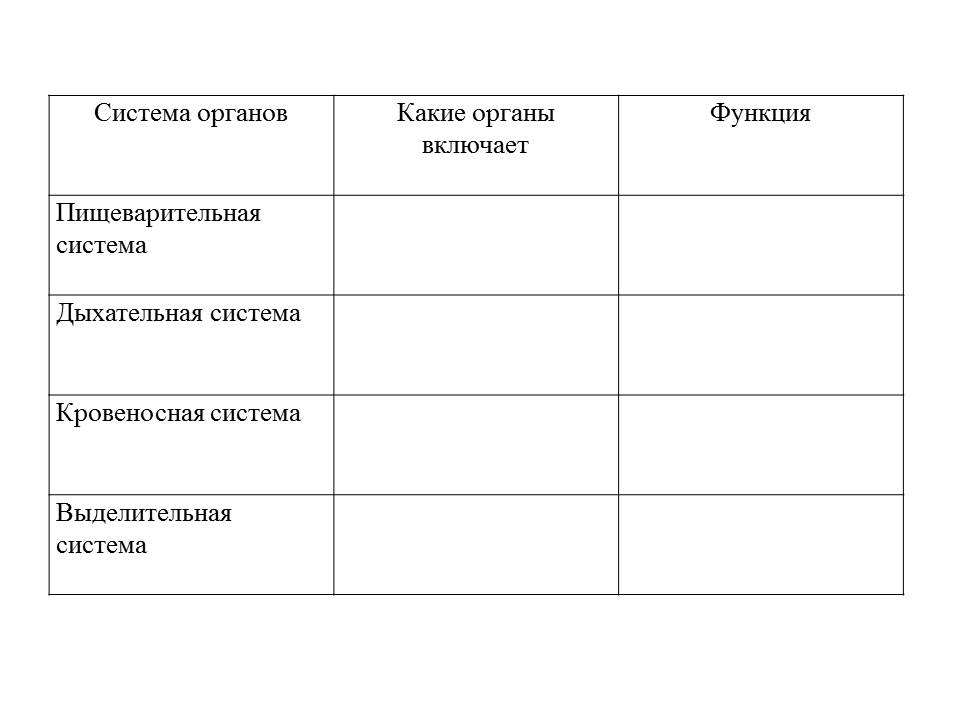 Система органов
Какие органы
включает
Функция
Пищеварительная
система
Дыхательная система
Кровеносная система
Выделительная
система